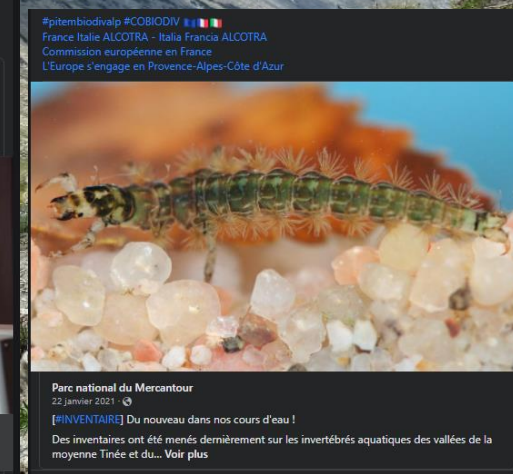 #pitembiodivalp #COBIODIV 🇪🇺🇫🇷🇮🇹
France Italie ALCOTRA - Italia Francia ALCOTRA
Commission européenne en France
L'Europe s'engage en Provence-Alpes-Côte d'Azur
Parc national du Mercantour
22 janvier 2021 ·
[#INVENTAIRE] Du nouveau dans nos cours d'eau !
Des inventaires ont été menés dernièrement sur les invertébrés aquatiques des vallées de la
moyenne Tinée et du... Voir plus